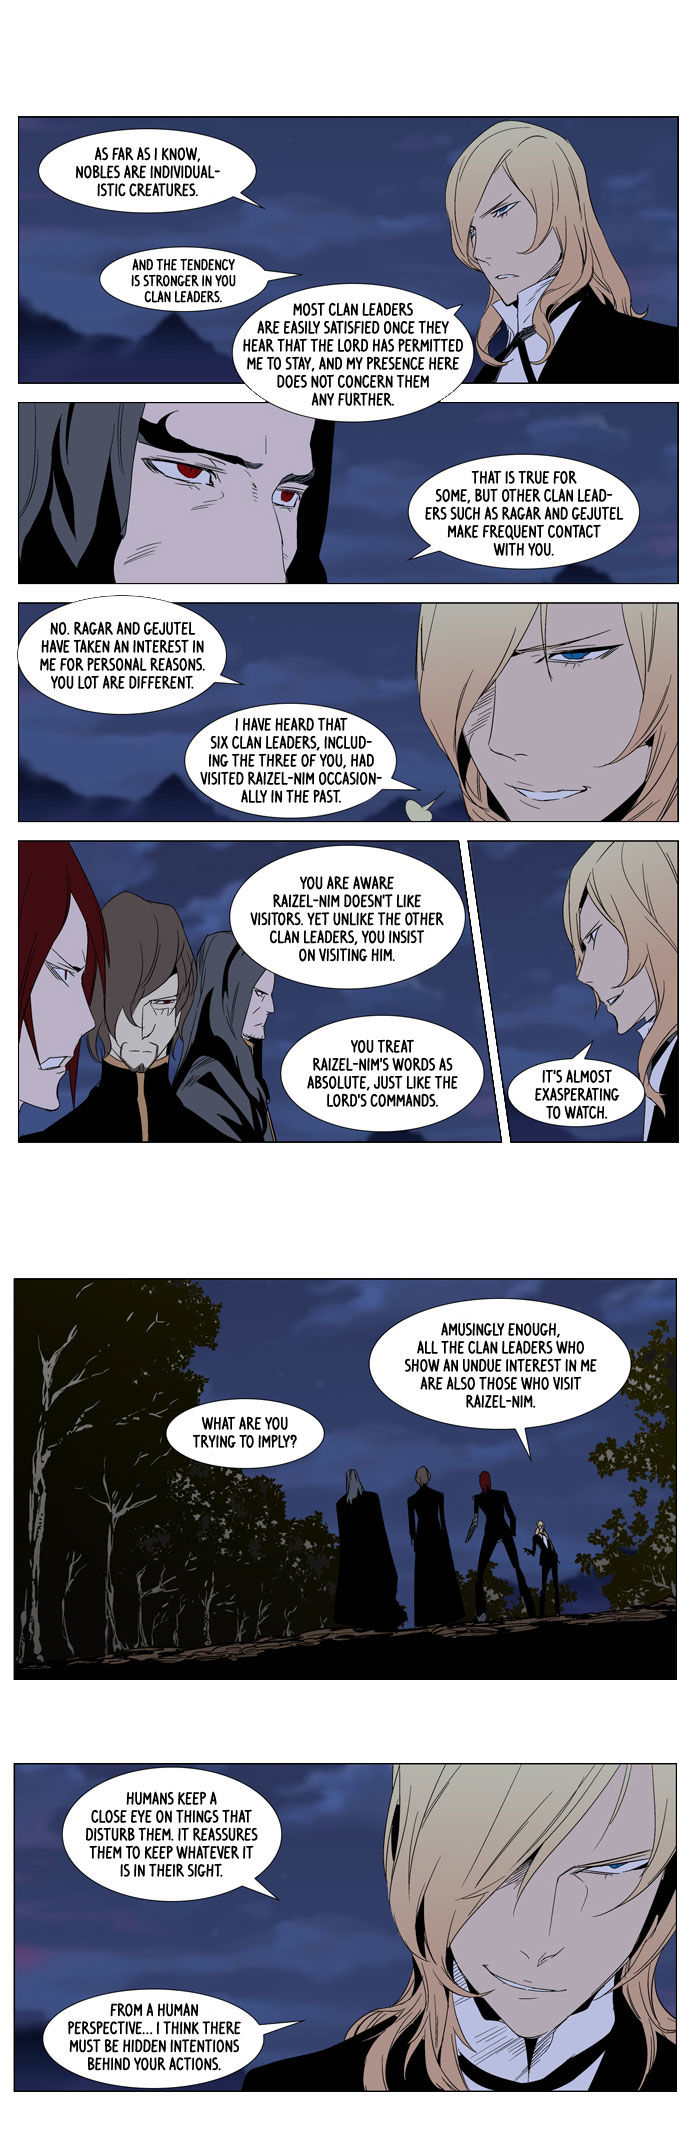 AS FAR AS I KNOW,
NOBLES ARE INDIVIDUAL-
ISTIC CREATURES.
AND THE TENDENCY
IS STRONGER IN YOU
CLAN LEADERS.
MOST CLAN LEADERS
ARE EASILY SATISFIED ONCE THEY
HEAR THAT THE LORD HAS PERMITTED
ME TO STAY, AND MY PRESENCE HERE
DOES NOT CONCERN THEM
ANY FURTHER.
THAT IS TRUE FOR
SOME, BUT OTHER CLAN LEAD-
ERS SUCH AS RAGAR AND GEJUTEL
MAKE FREQUENT CONTACT
WITH YOU.
NO. RAGAR AND GEJUTEL
HAVE TAKEN AN INTEREST IN
ME FOR PERSONAL REASONS.
YOU LOT ARE DIFFERENT.
I HAVE HEARD THAT
SIX CLAN LEADERS, INCLUD-
ING THE THREE OF YOU, HAD
VISITED RAIZEL-NIM OCCASION-
ALLY IN THE PAST.
YOU ARE AWARE
RAIZEL-NIM DOESN'T LIKE
VISITORS. YET UNLIKE THE OTHER
CLAN LEADERS, YOU INSIST
ON VISITING HIM.
YOU TREAT
RAIZEL-NIM'S WORDS AS
ABSOLUTE, JUST LIKE THE
LORD'S COMMANDS.
IT'S ALMOST
EXASPERATING
TO WATCH.
AMUSINGLY ENOUGH,
ALL THE CLAN LEADERS WHO
SHOW AN UNDUE INTEREST IN ME
ARE ALSO THOSE WHO VISIT
RAIZEL-NIM.
WHAT ARE YOU
TRYING TO IMPLY?
HUMANS KEEP A
CLOSE EYE ON THINGS THAT
DISTURB THEM. IT REASSURES
THEM TO KEEP WHATEVER IT
IS IN THEIR SIGHT.
FROM A HUMAN
PERSPECTIVE... I THINK THERE
MUST BE HIDDEN INTENTIONS
BEHIND YOUR ACTIONS.